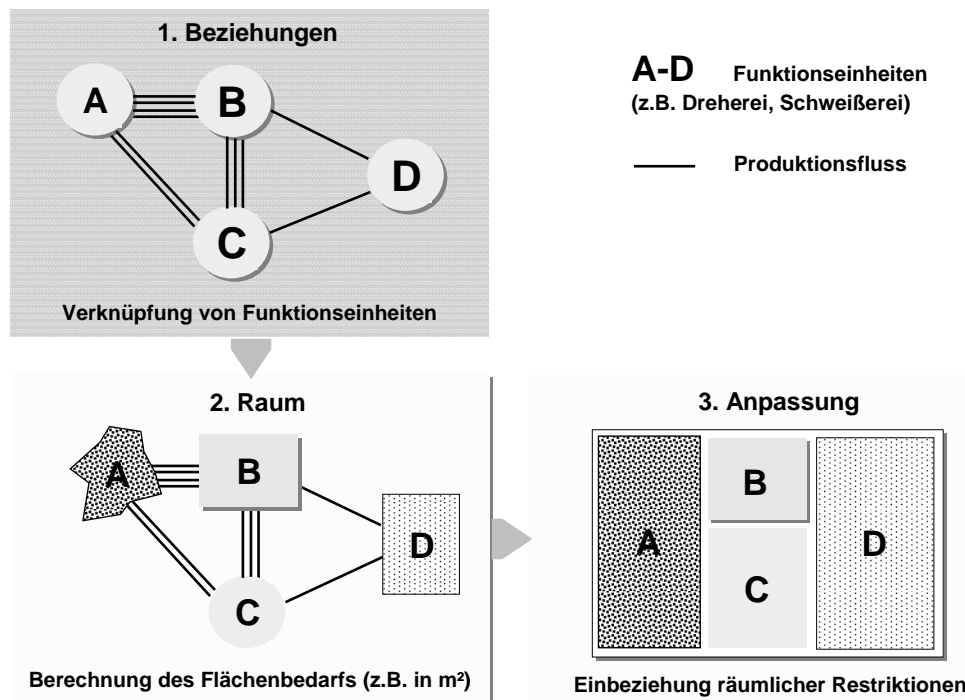 1. Beziehungen
A
B
D
C
Verknüpfung von Funktionseinheiten
A-D Funktionseinheiten
(z.B. Dreherei, Schweißerei)
Produktionsfluss
2. Raum
A
B
D
C
Berechnung des Flächenbedarfs (z.B. in m²)
3. Anpassung
A
B
C
D
Einbeziehung räumlicher Restriktionen